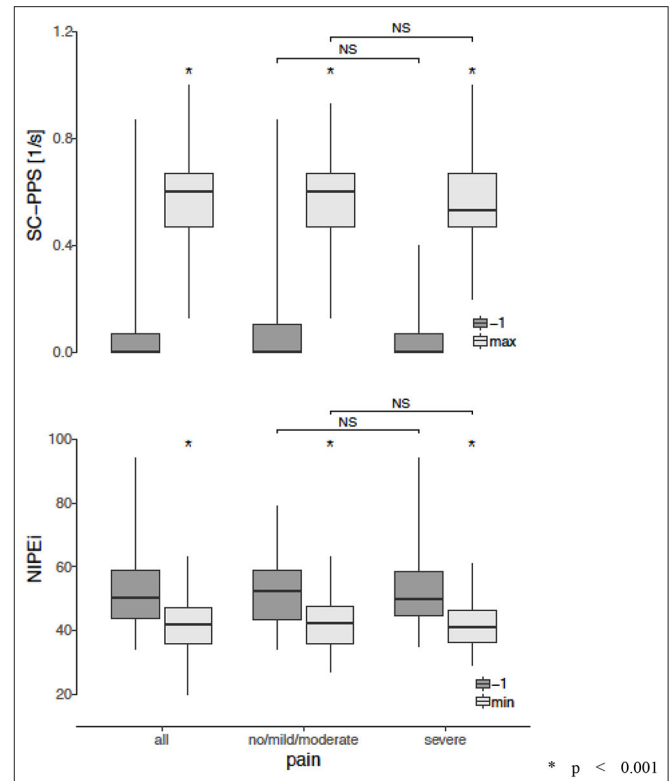 NS
NS
1.2
* * *
0.8
SC−PPS [1/s]
0.4
−1
max
0.0
NS
NS
100
* * *
80
NIPEi
60
40
−1
min
20
all no/mild/moderate severe
pain
* p < 0.001